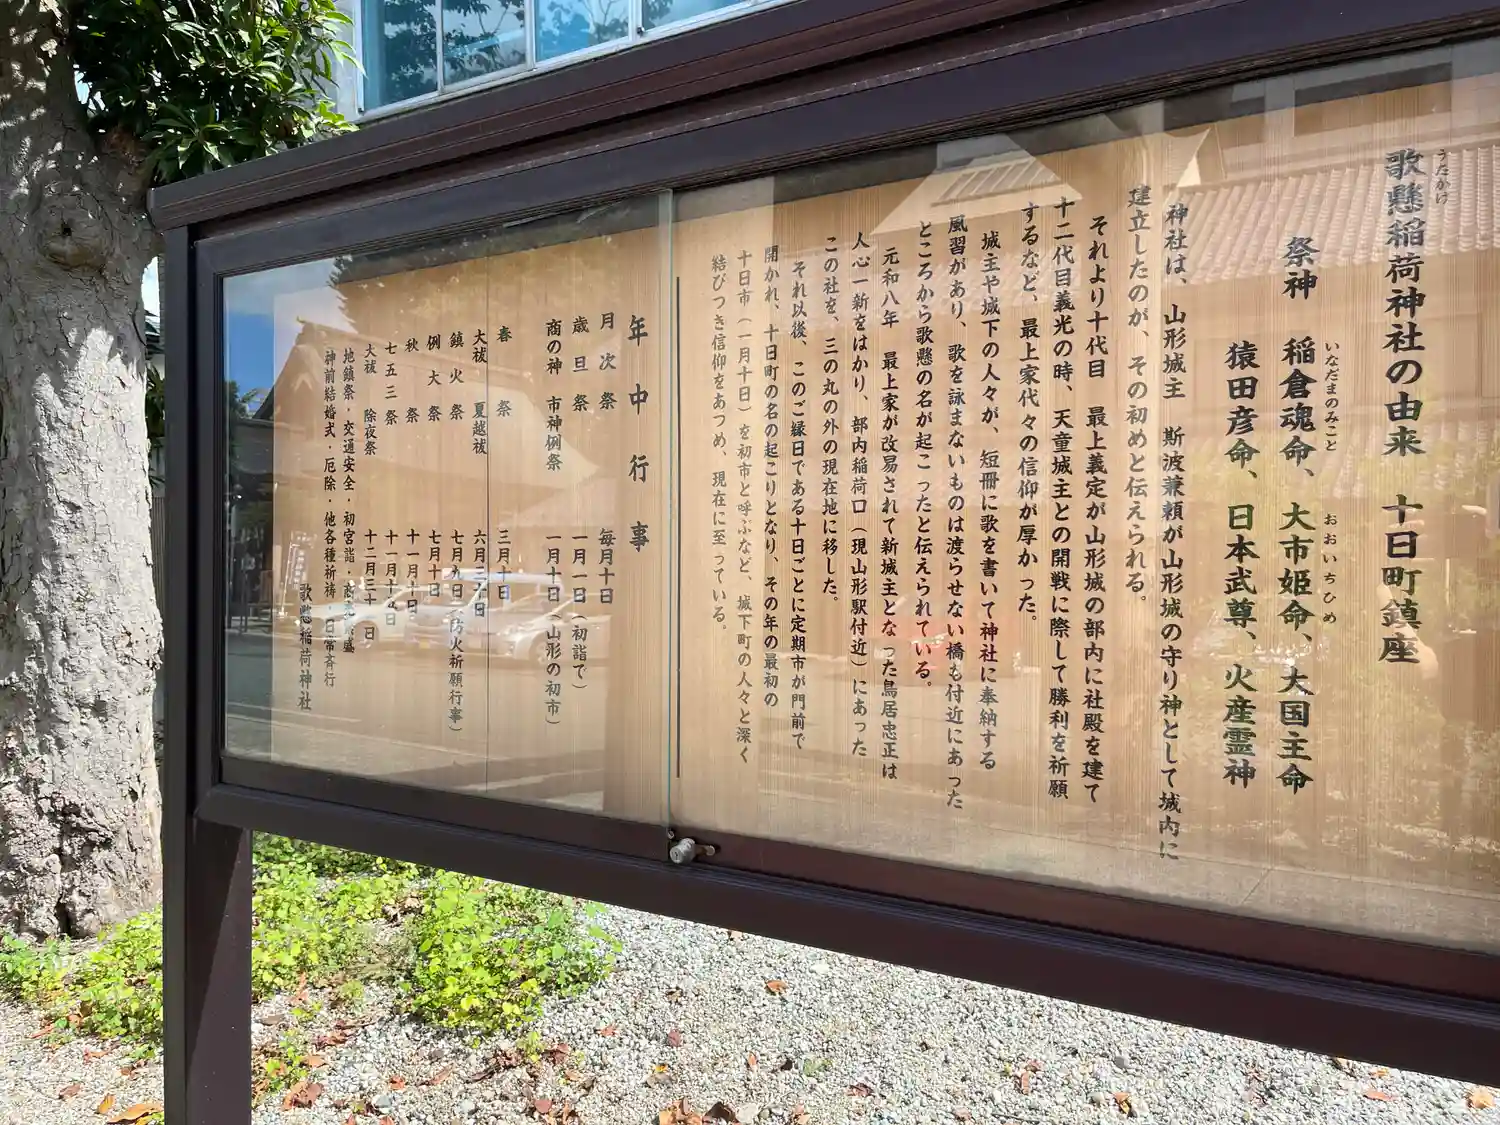 歌懸稲荷神社の由来　十日町鎮座
うたかけ
祭神　稲倉魂命、大市姫命、大国主命
いなだまのみこと
おおいちひめ
猿田彦命、日本武尊、火産霊神
神社は、山形城主　斯波兼頼が山形城の守り神として城内に
建立したのが、その初めと伝えられる。
それより十代目　最上義定が山形城の部内に社殿を建て
十二代目義光の時、天童城主との開戦に際して勝利を祈願
するなど、最上家代々の信仰が厚かった。
城主や城下の人々が、短冊に歌を書いて神社に奉納する
風習があり、歌を詠まないものは渡らせない橋も付近にあった
ところから歌懸の名が起こったと伝えられている。
元和八年　最上家が改易されて新城主となった鳥居忠正は
人心一新をはかり、部内稲荷口（現山形駅付近）にあった
この社を、三の丸の外の現在地に移した。
それ以後、このご縁日である十日ごとに定期市が門前で
開かれ、十日町の名の起こりとなり、その年の最初の
十日市（一月十日）を初市と呼ぶなど、城下町の人々と深く
結びつき信仰をあつめ、現在に至っている。
年中行事
月次祭　毎月十日
歳旦祭　一月一日（初詣で）
商の神　市神例祭　一月十日（山形の初市）
春祭　三月十日
大祓　夏越祓　六月三十日
鎮火祭　七月九日（防火祈願行事）
例大祭　七月十日
秋祭　十一月十日
七五三祭　十一月十五日
大祓　除夜祭　十二月三十一日
地鎮祭・交通安全・初宮詣・商売繁盛
神前結婚式・厄除・他各種祈祷・日常斉行
歌懸稲荷神社